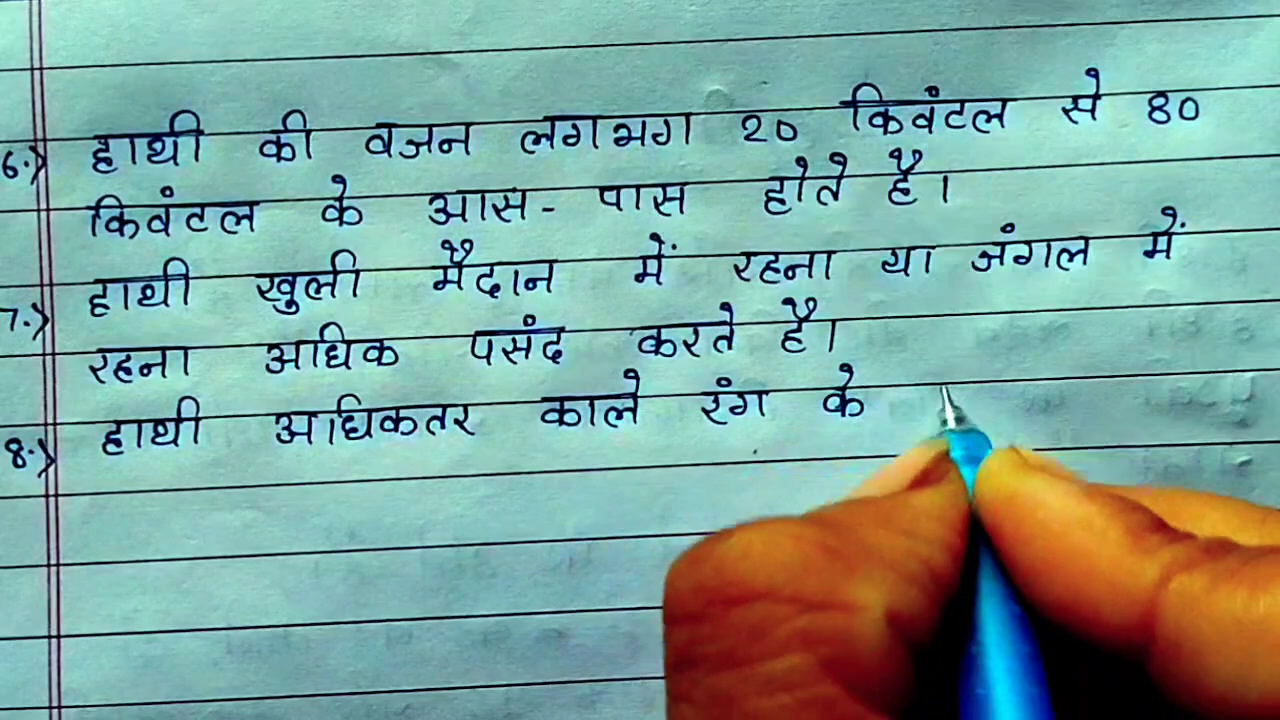 6.) हाथी की वजन लगभग 20 किवंटल से 80
किवंटल के आस- पास होते है।
7.) हाथी खुली मैदान में रहना या जंगल में
रहना अधिक पसंद करते है।
8.) हाथी अधिकतर काले रंग के